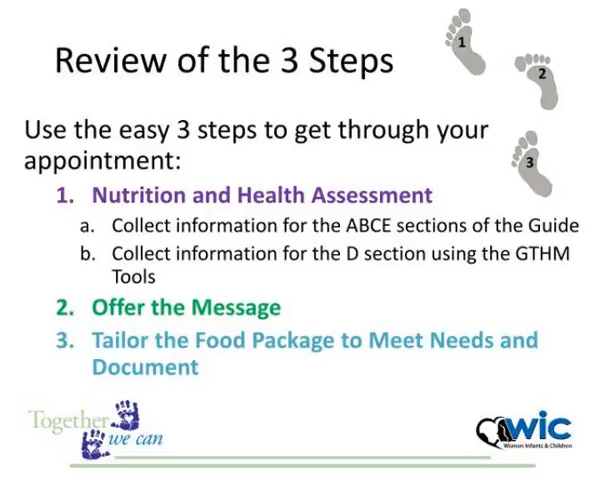 Review of the 3 Steps
1
2
3
Use the easy 3 steps to get through your
appointment:
1. Nutrition and Health Assessment
a. Collect information for the ABCE sections of the Guide
b. Collect information for the D section using the GTHM
Tools
2. Offer the Message
3. Tailor the Food Package to Meet Needs and
Document
Together
we can
wic
Women Infants & Children